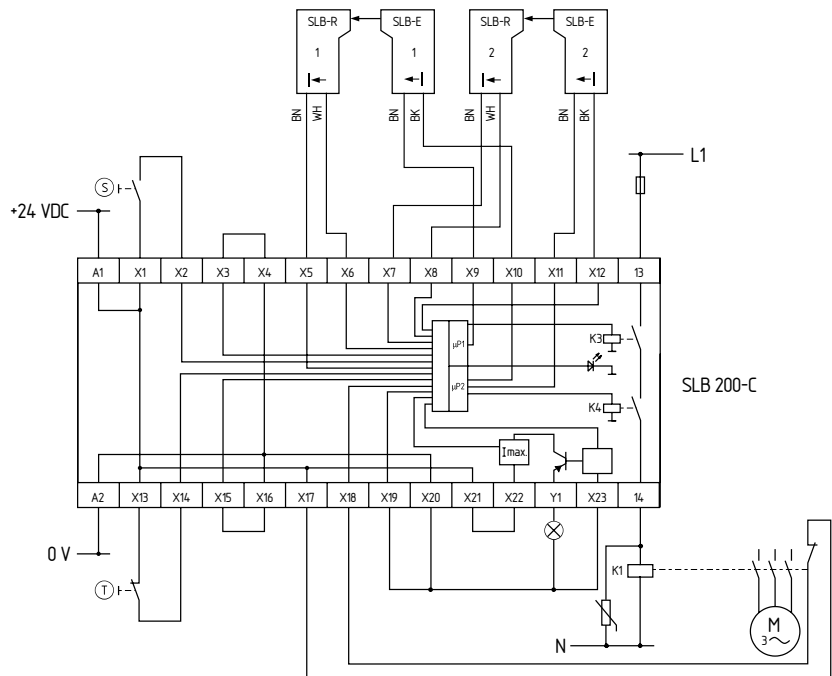 SLB-R SLB-E SLB-R SLB-E
1 1 2 2
BN WH BN BK BN WH BN BK
L1
S
+24 VDC
A1 X1 X2 X3 X4 X5 X6 X7 X8 X9 X10 X11 X12 13
µP1
K3
µP2
SLB 200-C
K4
Imax.
A2 X13 X14 X15 X16 X17 X18 X19 X20 X21 X22 Y1 X23 14
0 V
K1
T
M
3
N